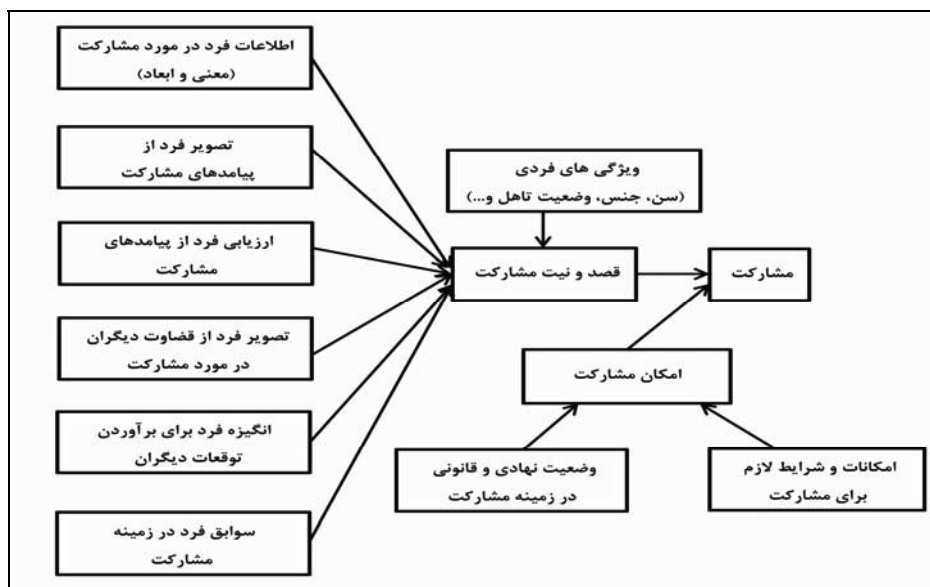 اطلاعات فرد در مورد مشارکت
(معنی و ابعاد)
تصویر فرد از
پیامدهای مشارکت
ویژگی های فردی
(سن، جنس، وضعیت تاهل و...)
ارزیابی فرد از پیامدهای
مشارکت
قصد و نیت مشارکت
مشارکت
تصویر فرد از قضاوت دیگران
در مورد مشارکت
امکان مشارکت
انگیزه فرد برای برآوردن
توقعات دیگران
وضعیت نهادی و قانونی
در زمینه مشارکت
امکانات و شرایط لازم
برای مشارکت
سوابق فرد در زمینه
مشارکت